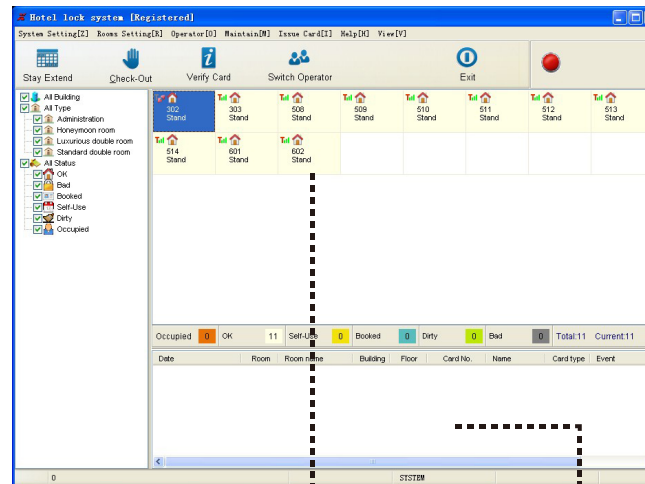 Hotel lock system [Registered]
System Setting[Z] Rooms Setting[R] Operator[O] Maintain[M] Issue Card[I] Help[H] View[V]
Stay Extend Check-Out Verify Card Switch Operator Exit
All Building
All Type
Administration
Honeymoon room
Luxurious double room
Standard double room
All Status
OK
Bad
Booked
Self-Use
Dirty
Occupied
302 303 508 509 510 511 512 513
Stand Stand Stand Stand Stand Stand Stand Stand
514 601 602
Stand Stand Stand
Occupied 0 OK 11 Self-Use 0 Booked 0 Dirty 0 Bad 0 Total:11 Current:11
Date Room Room name Building Floor Card No. Name Card type Event
0 SYSTEM